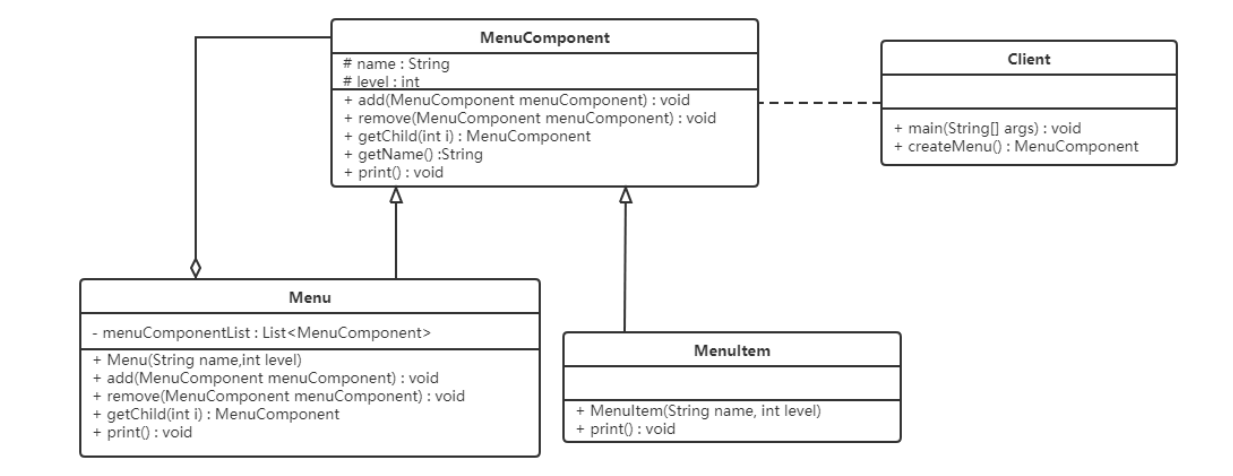 MenuComponent
# name : String
# level : int
+ add(MenuComponent menuComponent) : void
+ remove(MenuComponent menuComponent) : void
+ getChild(int i) : MenuComponent
+ getName() :String
+ print() : void
Client
+ main(String[] args) : void
+ createMenu() : MenuComponent
Menu
- menuComponentList : List<MenuComponent>
+ Menu(String name,int level)
+ add(MenuComponent menuComponent) : void
+ remove(MenuComponent menuComponent) : void
+ getChild(int i) : MenuComponent
+ print() : void
MenuItem
+ MenuItem(String name, int level)
+ print() : void